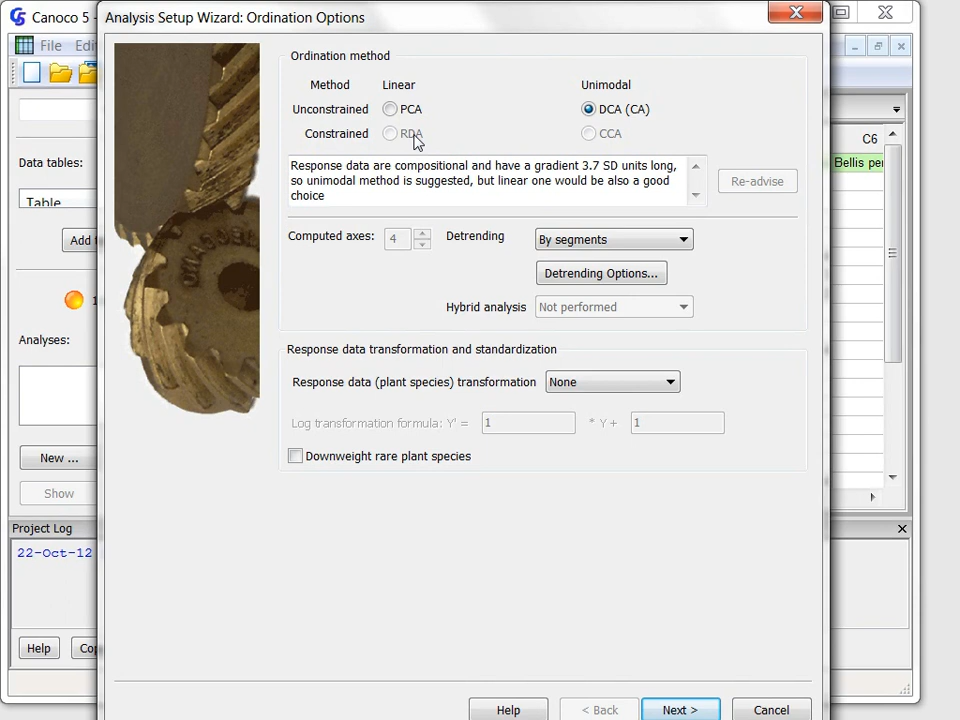 Canoco 5 -
Analysis Setup Wizard: Ordination Options
File Edi
Ordination method
Method Linear Unimodal
Unconstrained PCA DCA (CA)
Constrained RDA CCA
Response data are compositional and have a gradient 3.7 SD units long,
so unimodal method is suggested, but linear one would be also a good
choice
Re-advise
Computed axes: 4 Detrending By segments
Detrending Options...
Hybrid analysis Not performed
Response data transformation and standardization
Response data (plant species) transformation None
Log transformation formula: Y' = 1 * Y + 1
Downweight rare plant species
Help < Back Next > Cancel
Data tables:
Table
Add t
1
Analyses:
New ...
Show
Project Log
22-Oct-12
Help Cop
C6
Bellis per